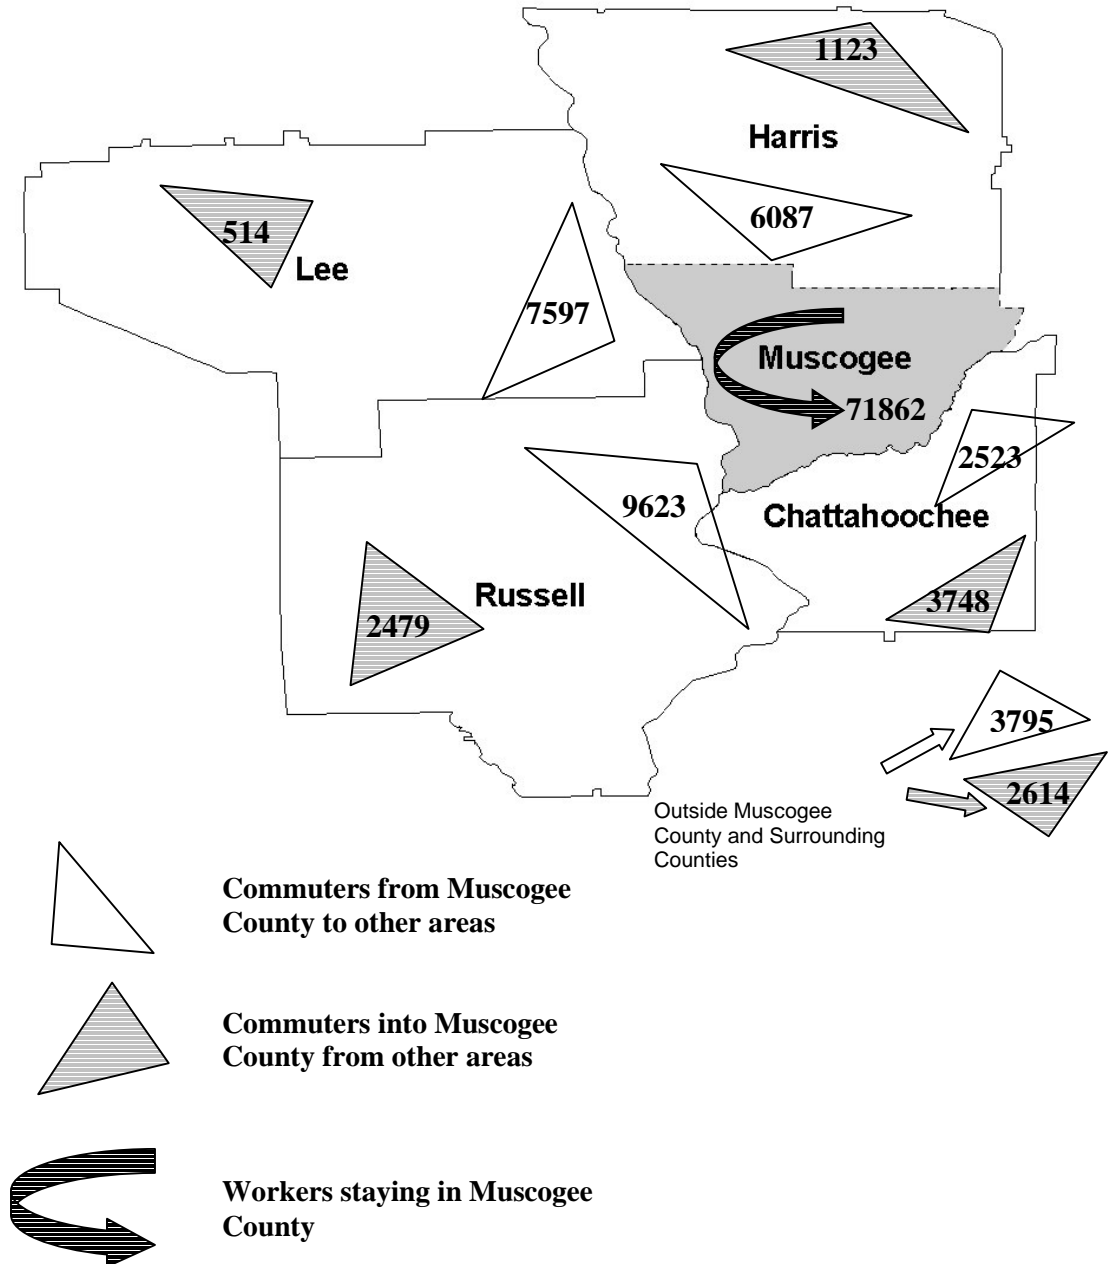 1123
Harris
6087
514
Lee
7597
Muscogee
71862
2523
9623
Chattahoochee
Russell
3748
2479
3795
2614
Outside Muscogee
County and Surrounding
Counties
Commuters from Muscogee
County to other areas
Commuters into Muscogee
County from other areas
Workers staying in Muscogee
County